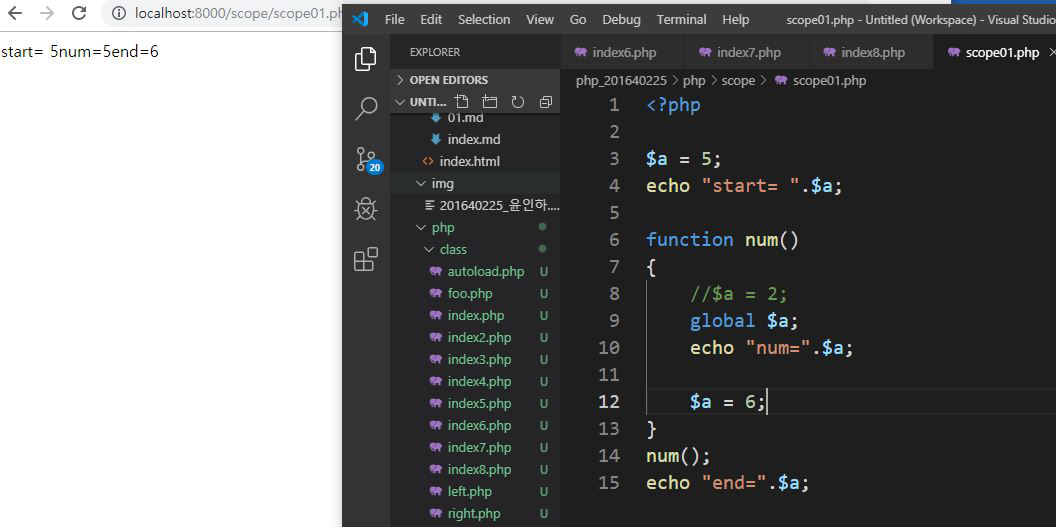 localhost:8000/scope/scope01.ph
start= 5num=5end=6
File Edit Selection View Go Debug Terminal Help scope01.php - Untitled (Workspace) - Visual Studio
EXPLORER
OPEN EDITORS
UNTI...
01.md
index.md
index.html
img
201640225_윤인하....
php
class
autoload.php U
foo.php U
index.php U
index2.php U
index3.php U
index4.php U
index5.php U
index6.php U
index7.php U
index8.php U
left.php U
right.php U
20
index6.php index7.php index8.php scope01.php
php_201640225 > php > scope > scope01.php
1 <?php
2
3 $a = 5;
4 echo "start= ".$a;
5
6 function num()
7 {
8 //$a = 2;
9 global $a;
10 echo "num=".$a;
11
12 $a = 6;
13 }
14 num();
15 echo "end=".$a;